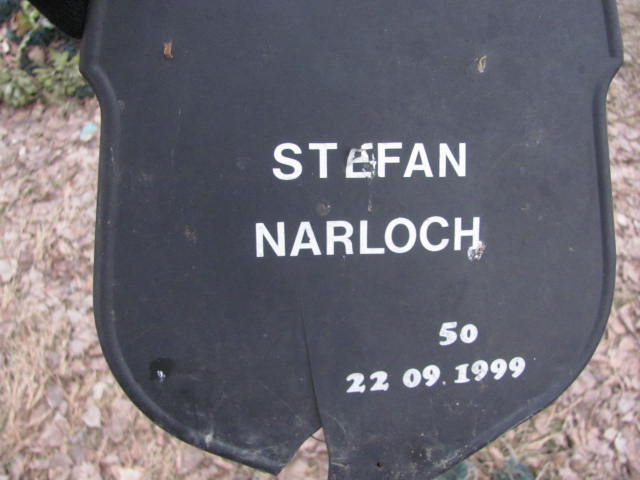 STEFAN
NARLOCH
50
22 09. 1999